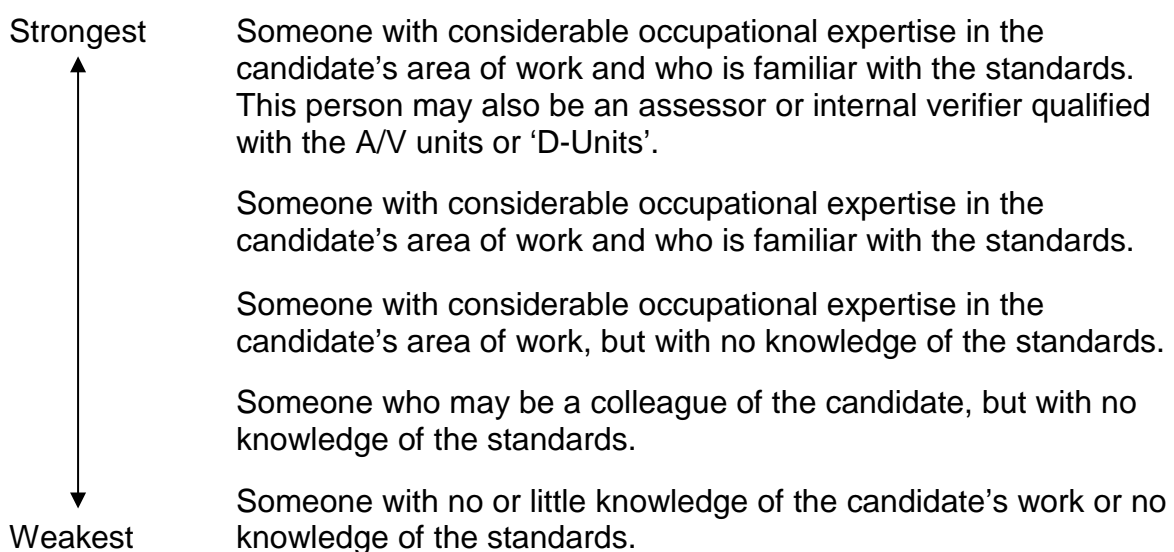 Strongest Someone with considerable occupational expertise in the
candidate’s area of work and who is familiar with the standards.
This person may also be an assessor or internal verifier qualified
with the A/V units or ‘D-Units’.
Someone with considerable occupational expertise in the
candidate’s area of work and who is familiar with the standards.
Someone with considerable occupational expertise in the
candidate’s area of work, but with no knowledge of the standards.
Someone who may be a colleague of the candidate, but with no
knowledge of the standards.
Someone with no or little knowledge of the candidate’s work or no
Weakest knowledge of the standards.